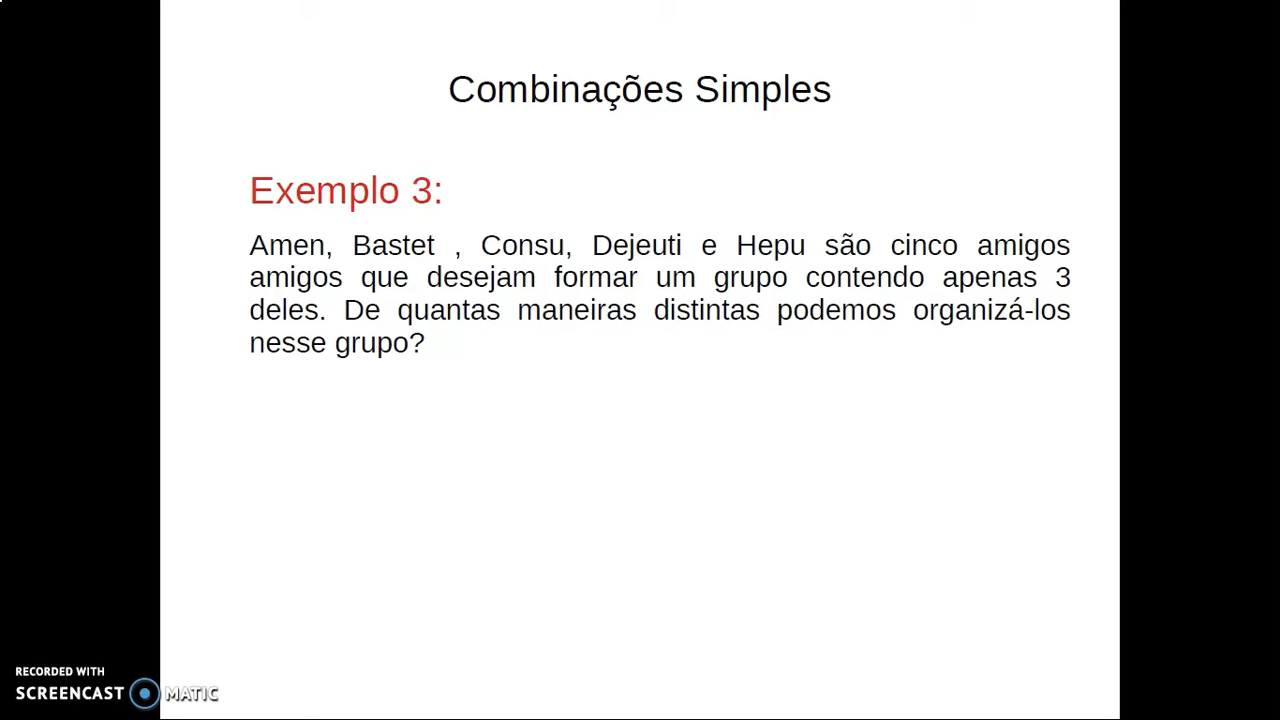 Combinações Simples
Exemplo 3:
Amen, Bastet , Consu, Dejeuti e Hepu são cinco amigos
amigos que desejam formar um grupo contendo apenas 3
deles. De quantas maneiras distintas podemos organizá-los
nesse grupo?
RECORDED WITH
SCREENCAST MATIC